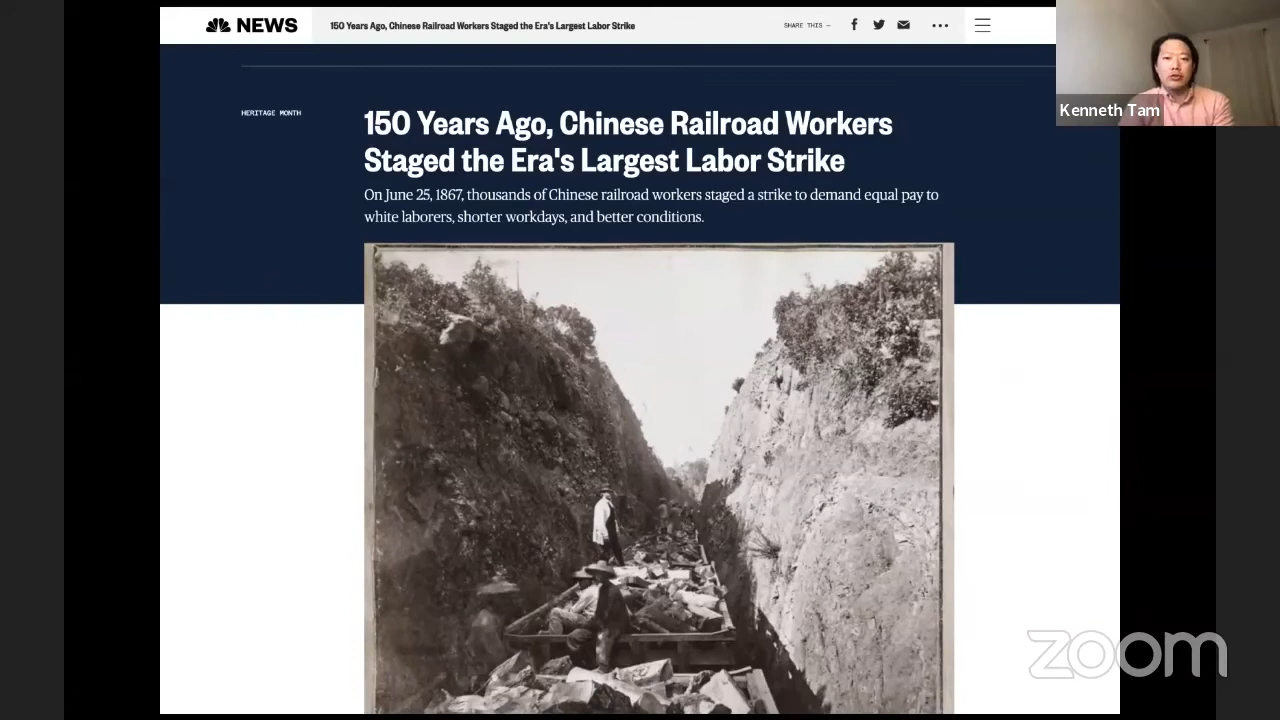 NEWS
150 Years Ago, Chinese Railroad Workers Staged the Era's Largest Labor Strike
SHARE THIS —
Kenneth Tam
HERITAGE MONTH
150 Years Ago, Chinese Railroad Workers
Staged the Era's Largest Labor Strike
On June 25, 1867, thousands of Chinese railroad workers staged a strike to demand equal pay to
white laborers, shorter workdays, and better conditions.
zoom